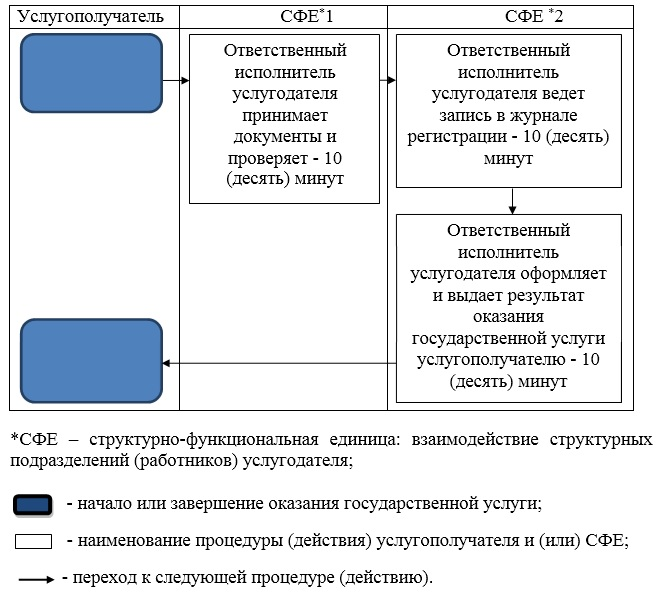 Услугополучатель
СФЕ*1
СФЕ *2
Ответственный
исполнитель
услугодателя
принимает
документы и
проверяет - 10
(десять) минут
Ответственный
исполнитель
услугодателя ведет
запись в журнале
регистрации - 10 (десять)
минут
Ответственный
исполнитель
услугодателя оформляет
и выдает результат
оказания
государственной услуги
услугополучателю - 10
(десять) минут
*СФЕ – структурно-функциональная единица: взаимодействие структурных
подразделений (работников) услугодателя;
- начало или завершение оказания государственной услуги;
- наименование процедуры (действия) услугополучателя и (или) СФЕ;
- переход к следующей процедуре (действию).